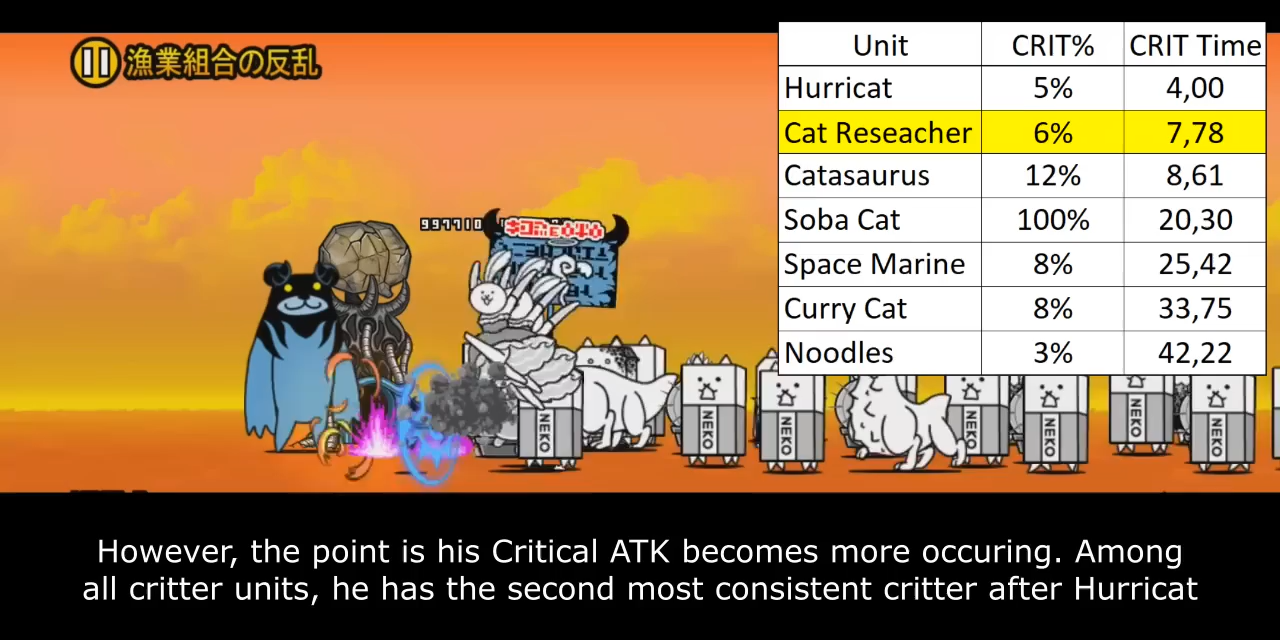 漁業組合の反乱
Unit CRIT% CRIT Time
Hurricat 5% 4,00
Cat Reseacher 6% 7,78
Catasaurus 12% 8,61
Soba Cat 100% 20,30
Space Marine 8% 25,42
Curry Cat 8% 33,75
Noodles 3% 42,22
NEKO
NEKO
NEKO
NEKO
NEKO
NEKO
NEKO
However, the point is his Critical ATK becomes more occuring. Among
all critter units, he has the second most consistent critter after Hurricat